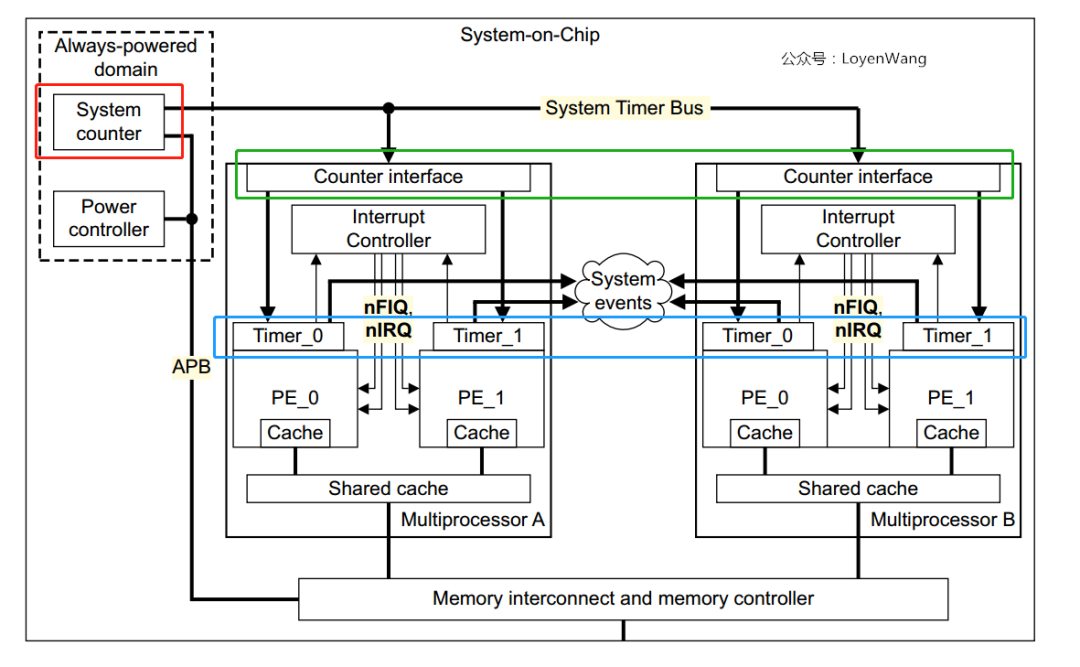 System-on-Chip
公众号：LoyenWang
Always-powered
domain
System
counter
System Timer Bus
Power
controller
Counter interface
Counter interface
Interrupt
Controller
Interrupt
Controller
System
events
nFIQ,
nIRQ
nFIQ,
nIRQ
Timer_0
Timer_1
Timer_0
Timer_1
APB
PE_0
PE_1
PE_0
PE_1
Cache
Cache
Cache
Cache
Shared cache
Shared cache
Multiprocessor A
Multiprocessor B
Memory interconnect and memory controller